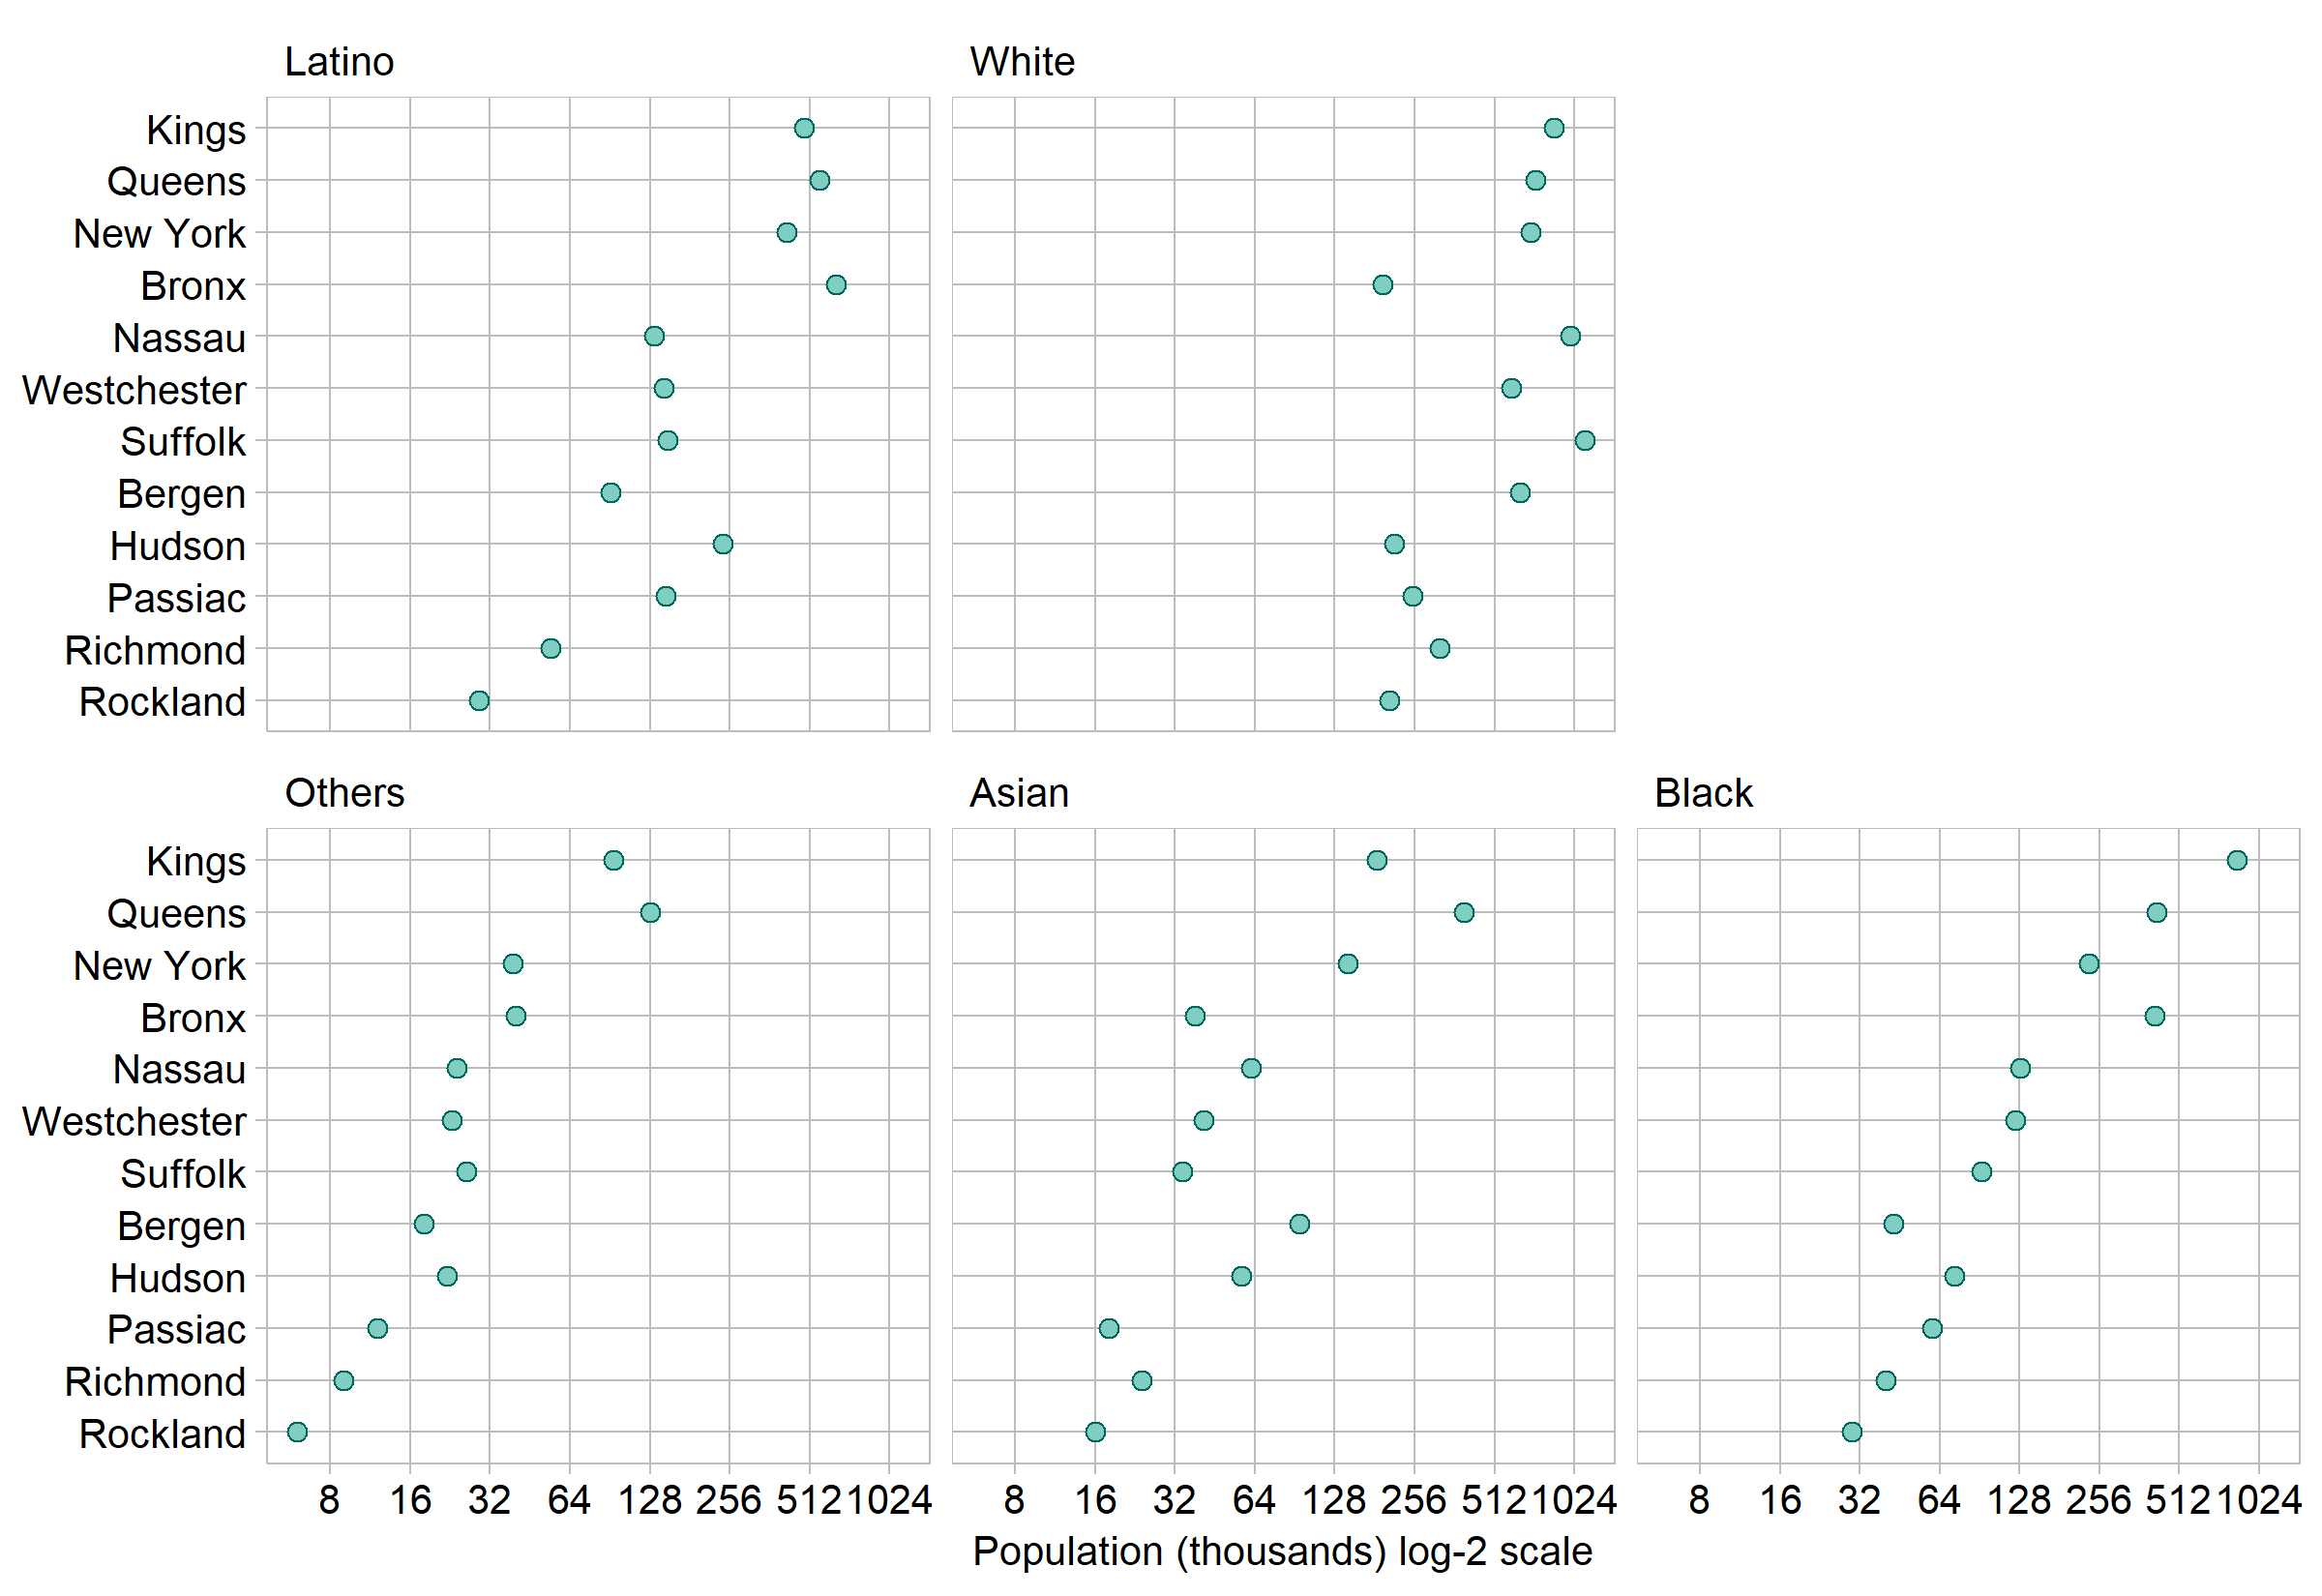 Latino
White
Kings
Queens
New York
Bronx
Nassau
Westchester
Suffolk
Bergen
Hudson
Passiac
Richmond
Rockland
Others
Asian
Black
Kings
Queens
New York
Bronx
Nassau
Westchester
Suffolk
Bergen
Hudson
Passiac
Richmond
Rockland
8 16 32 64 128 256 512 1024
8 16 32 64 128 256 512 1024
8 16 32 64 128 256 512 1024
Population (thousands) log-2 scale